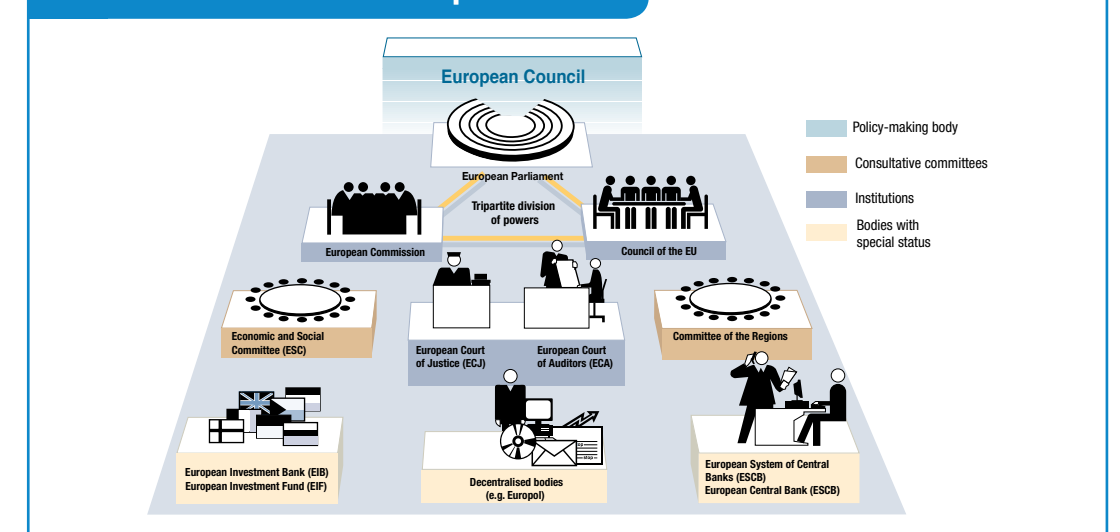 European Council
European Parliament
Tripartite division
of powers
European Commission
Council of the EU
Economic and Social
Committee (ESC)
European Court
of Justice (ECJ)
European Court
of Auditors (ECA)
Committee of the Regions
European Investment Bank (EIB)
European Investment Fund (EIF)
Decentralised bodies
(e.g. Europol)
European System of Central
Banks (ESCB)
European Central Bank (ESCB)
Policy-making body
Consultative committees
Institutions
Bodies with
special status